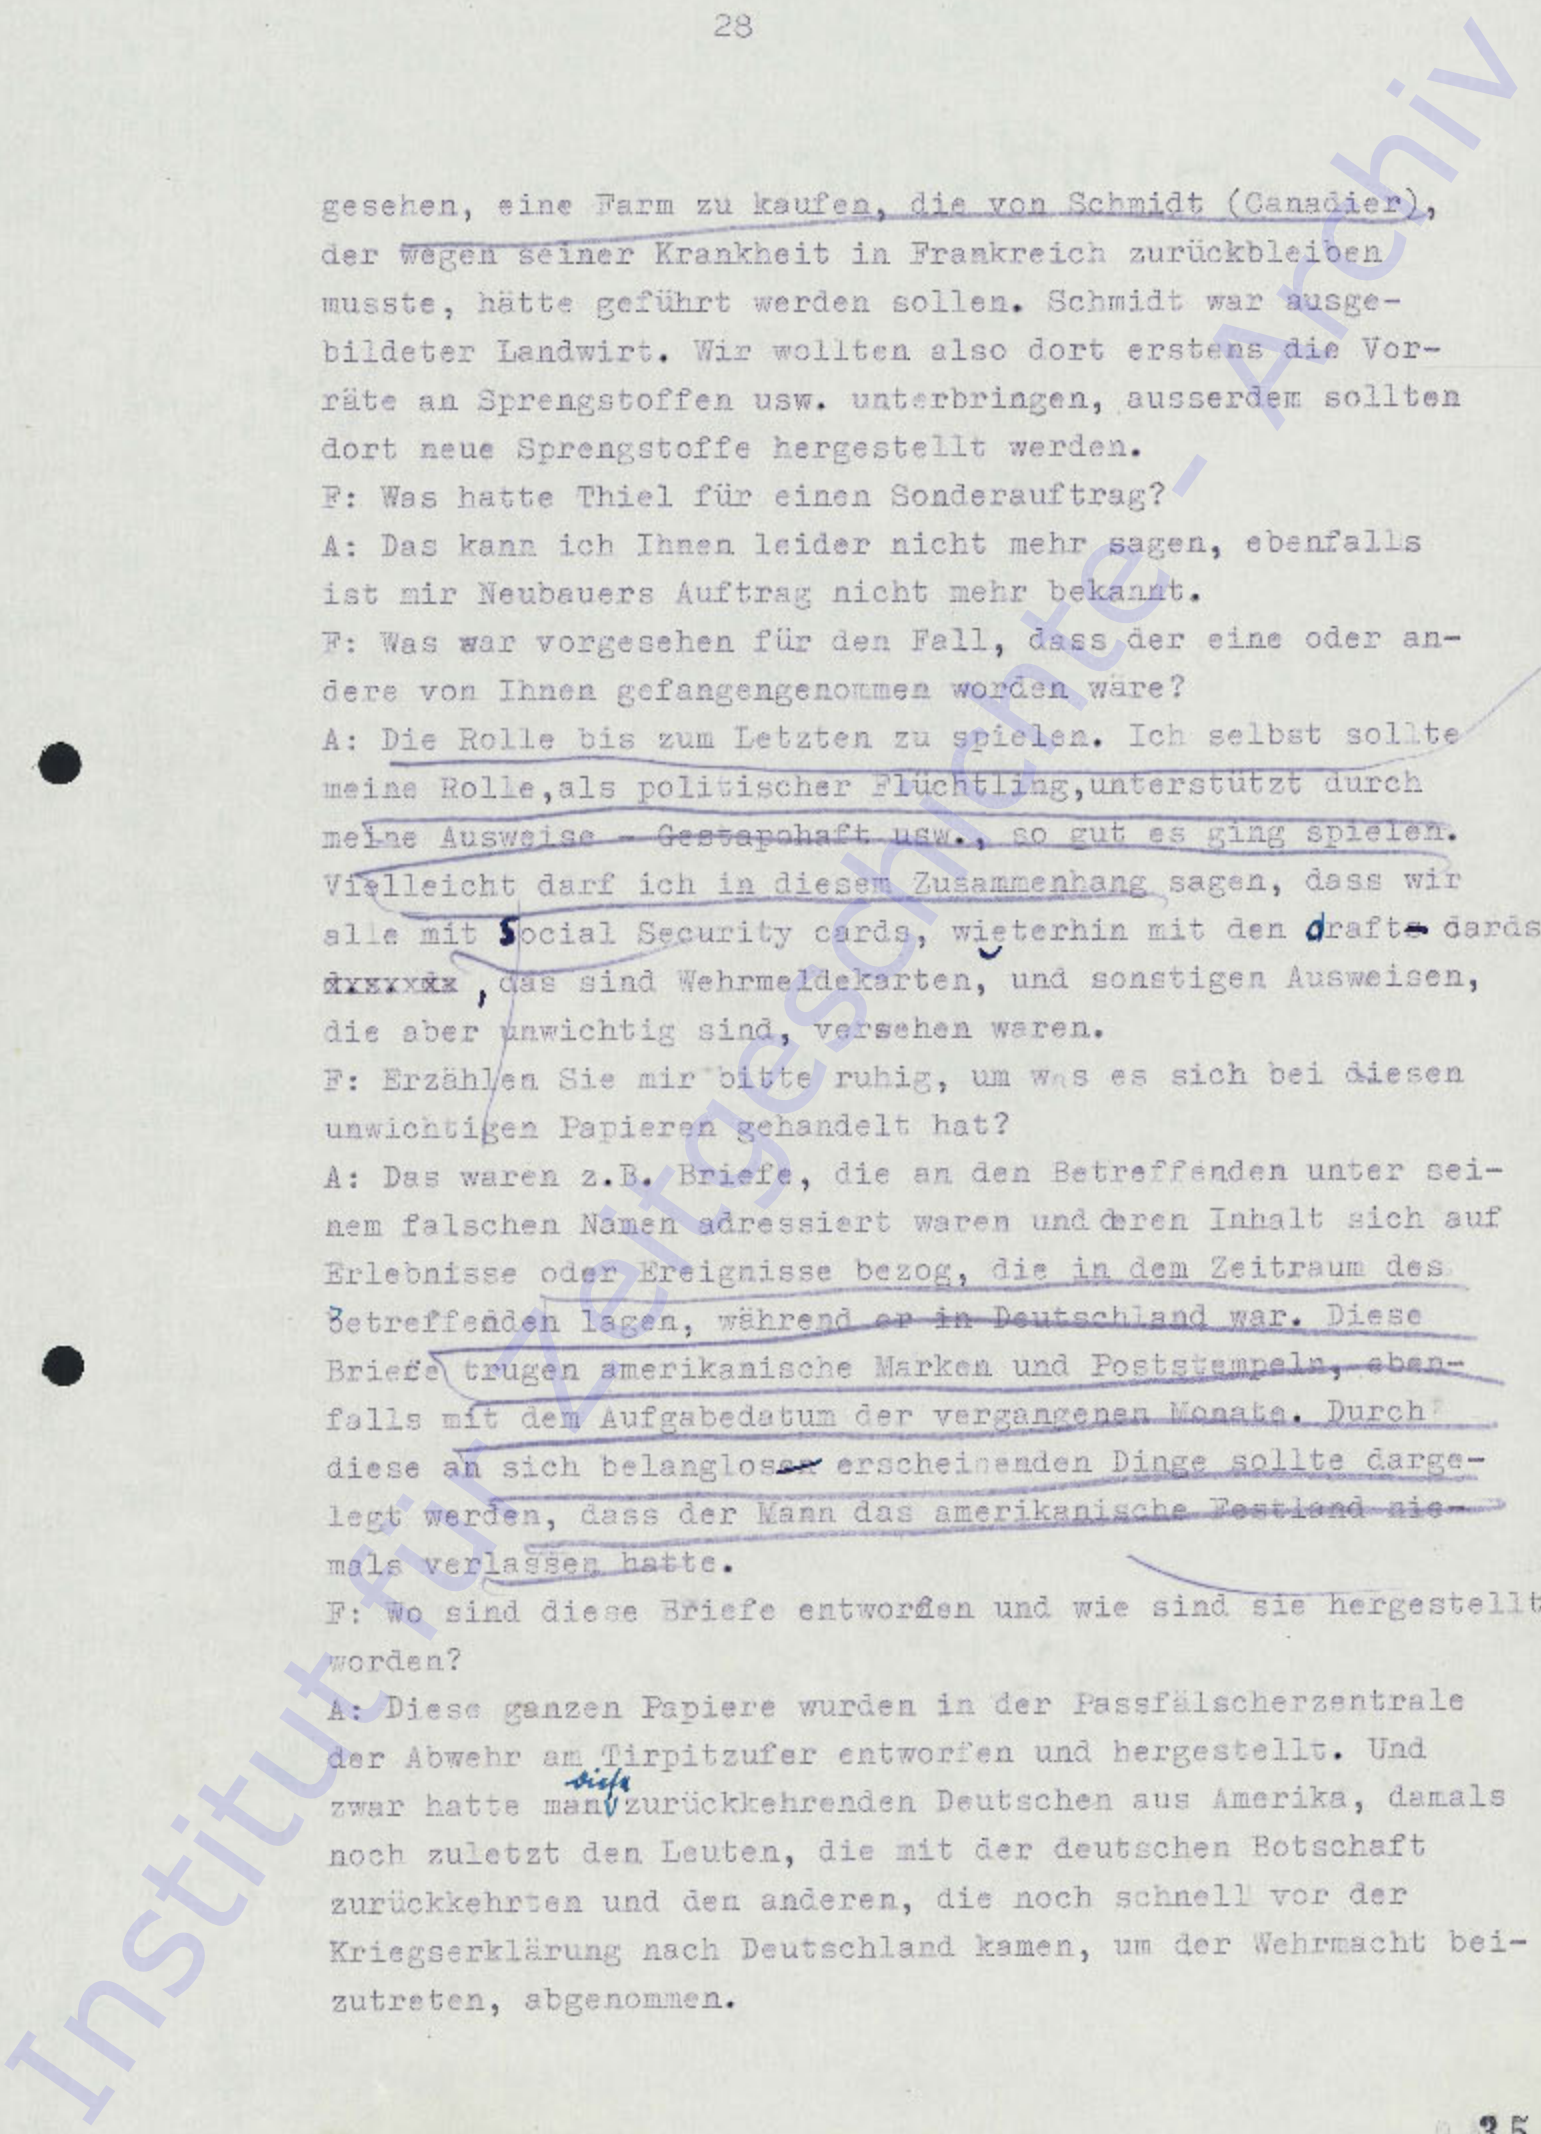 28
gesehen, eine Farm zu kaufen, die von Schmidt (Canadier),
der wegen seiner Krankheit in Frankreich zurückbleiben
musste, hätte geführt werden sollen. Schmidt war ausge-
bildeter Landwirt. Wir wollten also dort erstens die Vor-
räte an Sprengstoffen usw. unterbringen, ausserdem sollten
dort neue Sprengstoffe hergestellt werden.
F: Was hatte Thiel für einen Sonderauftrag?
A: Das kann ich Ihnen leider nicht mehr sagen, ebenfalls
ist mir Neubauers Auftrag nicht mehr bekannt.
F: Was war vorgesehen für den Fall, dass der eine oder an-
dere von Ihnen gefangengenommen worden wäre?
A: Die Rolle bis zum Letzten zu spielen. Ich selbst sollte
meine Rolle,als politischer Flüchtling,unterstützt durch
meine Ausweise - Gestapohaft usw., so gut es ging spielen.
Vielleicht darf ich in diesem Zusammenhang sagen, dass wir
alle mit Social Security cards, wieterhin mit den drafts dards
, das sind Wehrmeldekarten, und sonstigen Ausweisen,
die aber unwichtig sind, versehen waren.
F: Erzählen Sie mir bitte ruhig, um was es sich bei diesen
unwichtigen Papieren gehandelt hat?
A: Das waren z.B. Briefe, die an den Betreffenden unter sei-
nem falschen Namen adressiert waren und deren Inhalt sich auf
Erlebnisse oder Ereignisse bezog, die in dem Zeitraum des
Betreffenden lagen, während er in Deutschland war. Diese
Briefe trugen amerikanische Marken und Poststempeln, eben-
falls mit dem Aufgabedatum der vergangenen Monate. Durch
diese an sich belanglosen erscheinenden Dinge sollte darge-
legt werden, dass der Mann das amerikanische Festland nie-
mals verlassen hatte.
F: Wo sind diese Briefe entworfen und wie sind sie hergestellt
worden?
A: Diese ganzen Papiere wurden in der Passfälscherzentrale
der Abwehr am Tirpitzufer entworfen und hergestellt. Und
diese
zwar hatte man zurückkehrenden Deutschen aus Amerika, damals
noch zuletzt den Leuten, die mit der deutschen Botschaft
zurückkehrten und den anderen, die noch schnell vor der
Kriegserklärung nach Deutschland kamen, um der Wehrmacht bei-
zutreten, abgenommen.
35
Institut für Zeitgeschichte - Archiv